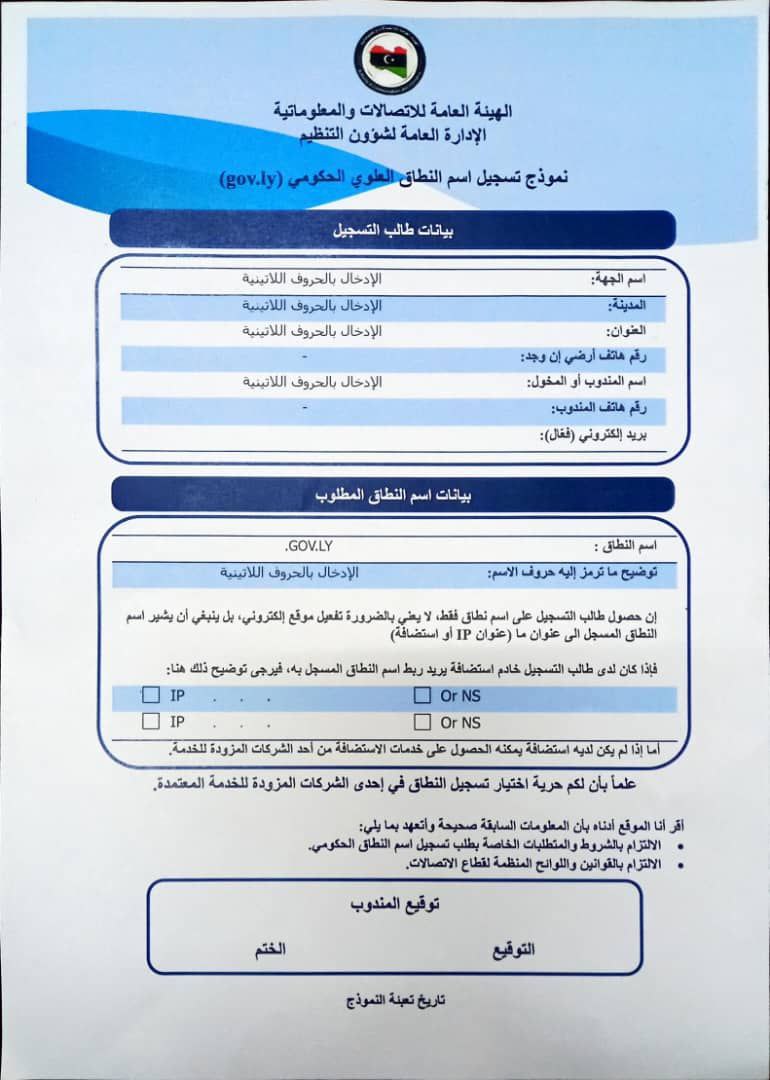 الهيئة العامة للاتصالات والمعلوماتية
الإدارة العامة لشؤون التنظيم
نموذج تسجيل اسم النطاق العلوي الحكومي (gov.ly)
بيانات طالب التسجيل
اسم الجهة: الإدخال بالحروف اللاتينية
المدينة: الإدخال بالحروف اللاتينية
العنوان: الإدخال بالحروف اللاتينية
رقم هاتف أرضي إن وجد: -
اسم المندوب أو المخول: الإدخال بالحروف اللاتينية
رقم هاتف المندوب: -
بريد إلكتروني (فعّال):
بيانات اسم النطاق المطلوب
اسم النطاق : .GOV.LY
توضيح ما ترمز إليه حروف الاسم: الإدخال بالحروف اللاتينية
إن حصول طالب التسجيل على اسم نطاق فقط، لا يعني بالضرورة تفعيل موقع إلكتروني، بل ينبغي أن يشير اسم
النطاق المسجل الى عنوان ما (عنوان IP أو استضافة)
فإذا كان لدى طالب التسجيل خادم استضافة يريد ربط اسم النطاق المسجل به، فيرجى توضيح ذلك هنا:
☐ IP . . . ☐ Or NS
☐ IP . . . ☐ Or NS
أما إذا لم يكن لديه استضافة يمكنه الحصول على خدمات الاستضافة من أحد الشركات المزودة للخدمة.
علماً بأن لكم حرية اختيار تسجيل النطاق في إحدى الشركات المزودة للخدمة المعتمدة.
أقر أنا الموقع أدناه بأن المعلومات السابقة صحيحة وأتعهد بما يلي:
• الالتزام بالشروط والمتطلبات الخاصة بطلب تسجيل اسم النطاق الحكومي.
• الالتزام بالقوانين واللوائح المنظمة لقطاع الاتصالات.
توقيع المندوب
التوقيع الختم
تاريخ تعبئة النموذج